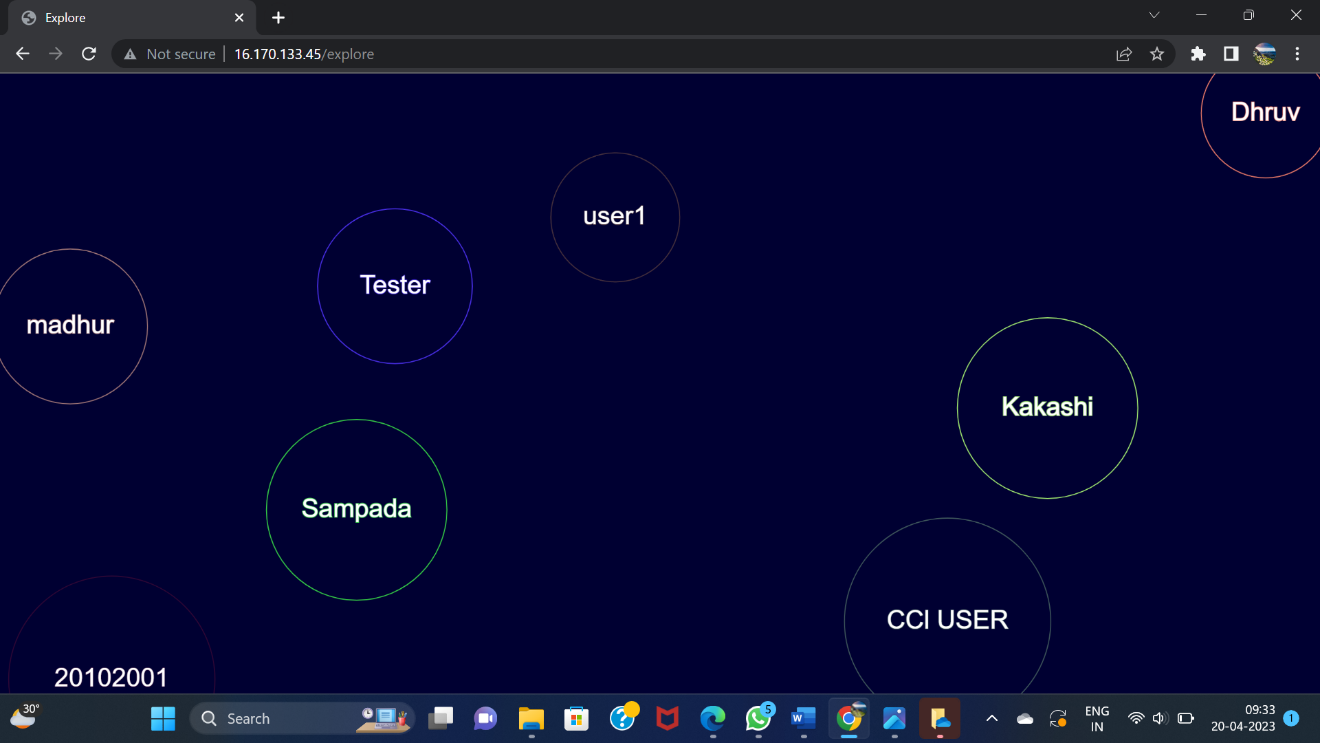 Explore
Not secure
16.170.133.45/explore
Dhruv
user1
Tester
madhur
Kakashi
Sampada
CCI USER
20102001
30°
Search
5
W
ENG
IN
09:33
20-04-2023
1